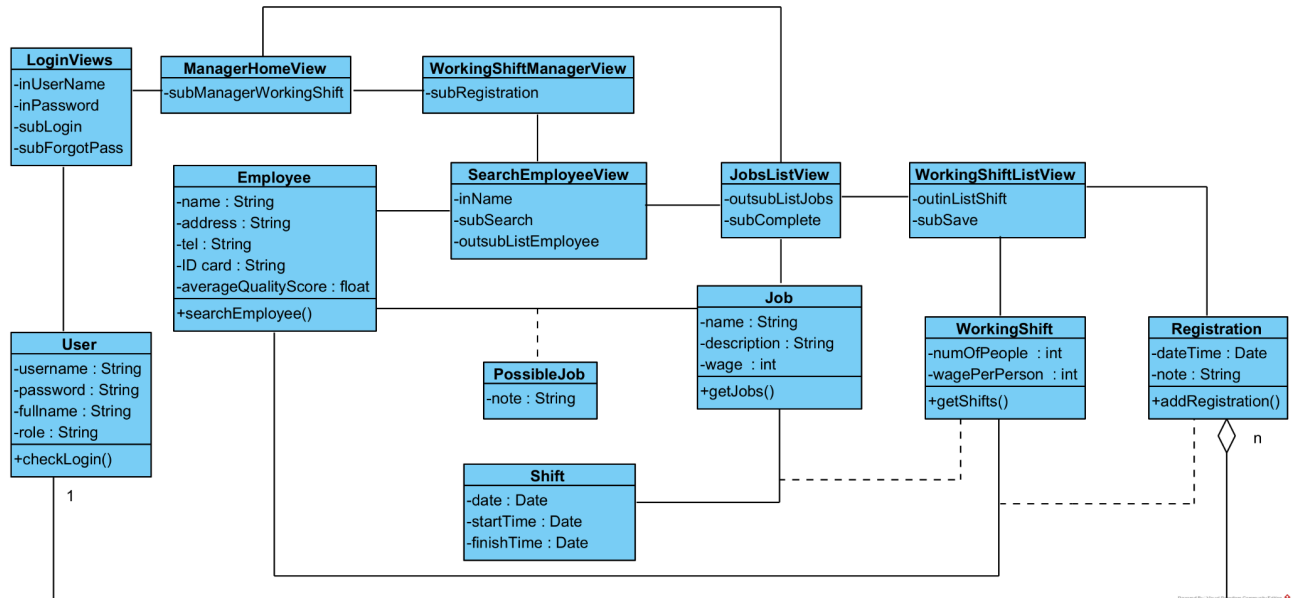 LoginViews
-inUserName
-inPassword
-subLogin
-subForgotPass
ManagerHomeView
-subManagerWorkingShift
WorkingShiftManagerView
-subRegistration
Employee
-name : String
-address : String
-tel : String
-ID card : String
-averageQualityScore : float
+searchEmployee()
SearchEmployeeView
-inName
-subSearch
-outsubListEmployee
JobsListView
-outsubListJobs
-subComplete
WorkingShiftListView
-outinListShift
-subSave
User
-username : String
-password : String
-fullname : String
-role : String
+checkLogin()
1
PossibleJob
-note : String
Job
-name : String
-description : String
-wage : int
+getJobs()
WorkingShift
-numOfPeople : int
-wagePerPerson : int
+getShifts()
Registration
-dateTime : Date
-note : String
+addRegistration()
n
Shift
-date : Date
-startTime : Date
-finishTime : Date